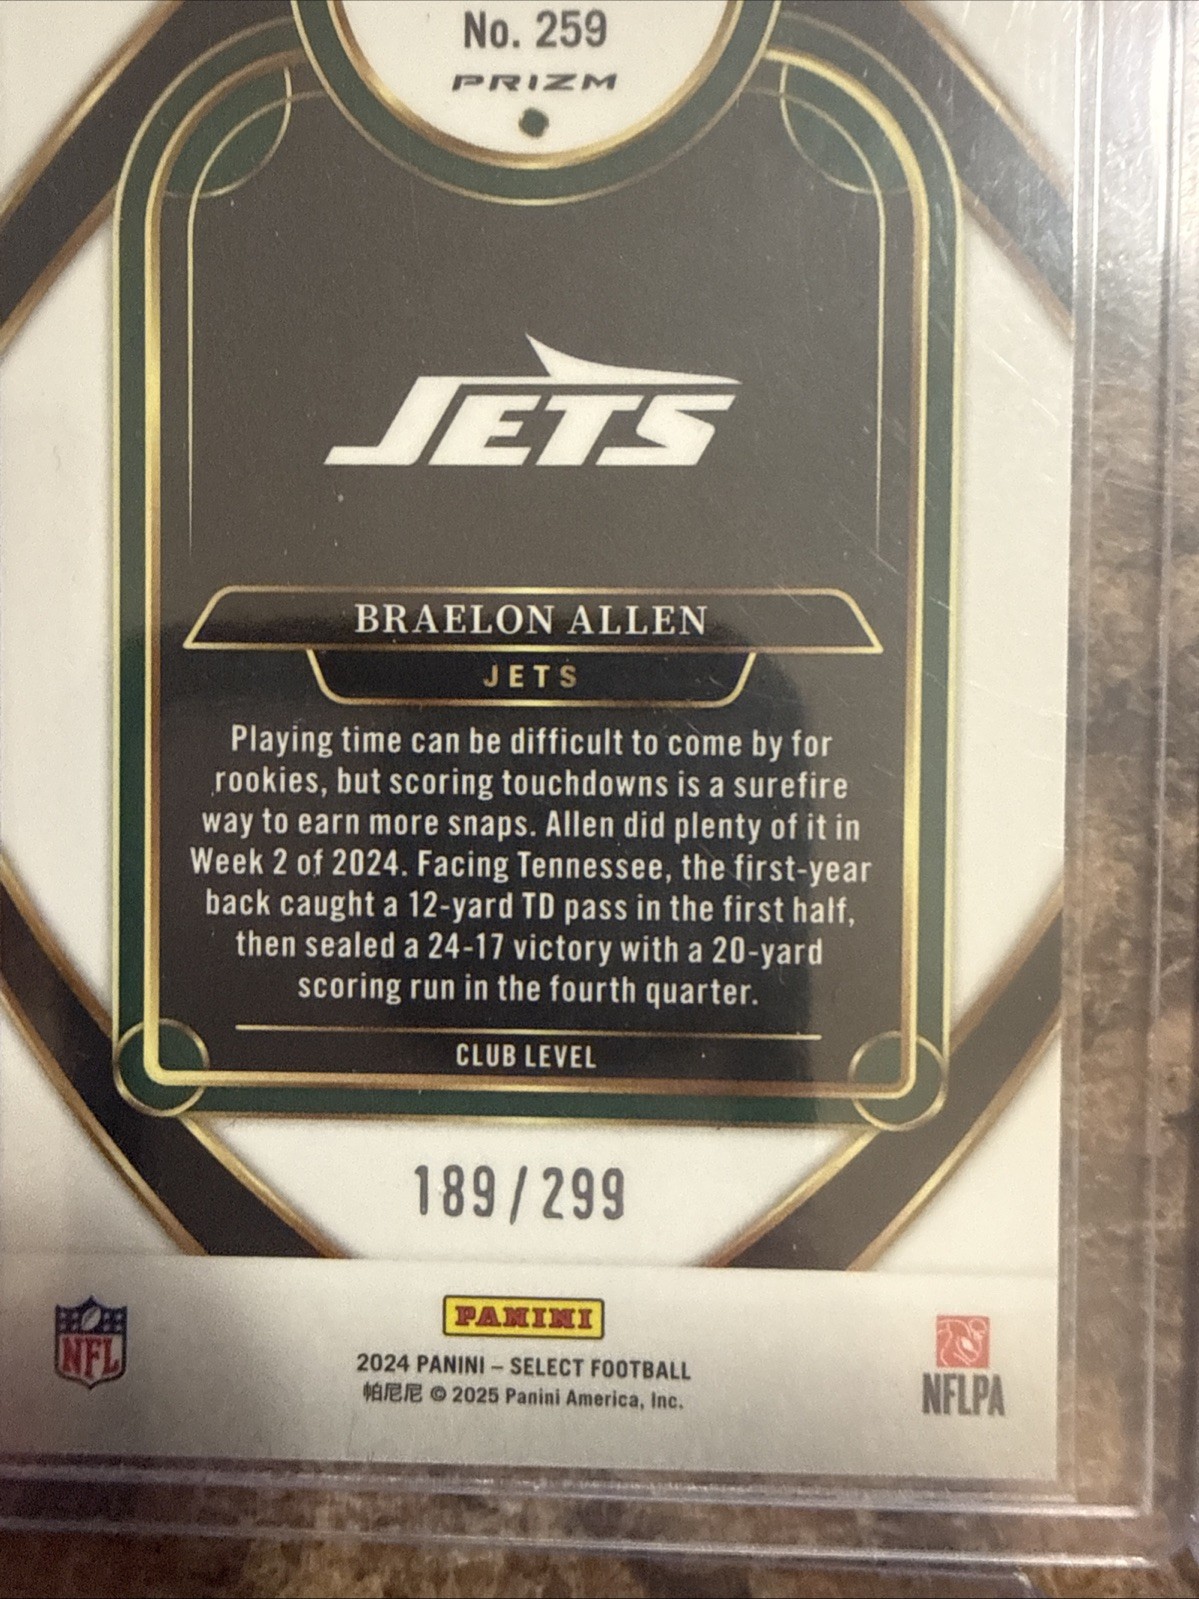 No. 259
PRIZM
JETS
BRAELON ALLEN
JETS
Playing time can be difficult to come by for
rookies, but scoring touchdowns is a surefire
way to earn more snaps. Allen did plenty of it in
Week 2 of 2024. Facing Tennessee, the first-year
back caught a 12-yard TD pass in the first half,
then sealed a 24-17 victory with a 20-yard
scoring run in the fourth quarter.
CLUB LEVEL
189/299
NFL
PANINI
2024 PANINI – SELECT FOOTBALL
帕尼尼 © 2025 Panini America, Inc.
NFLPA